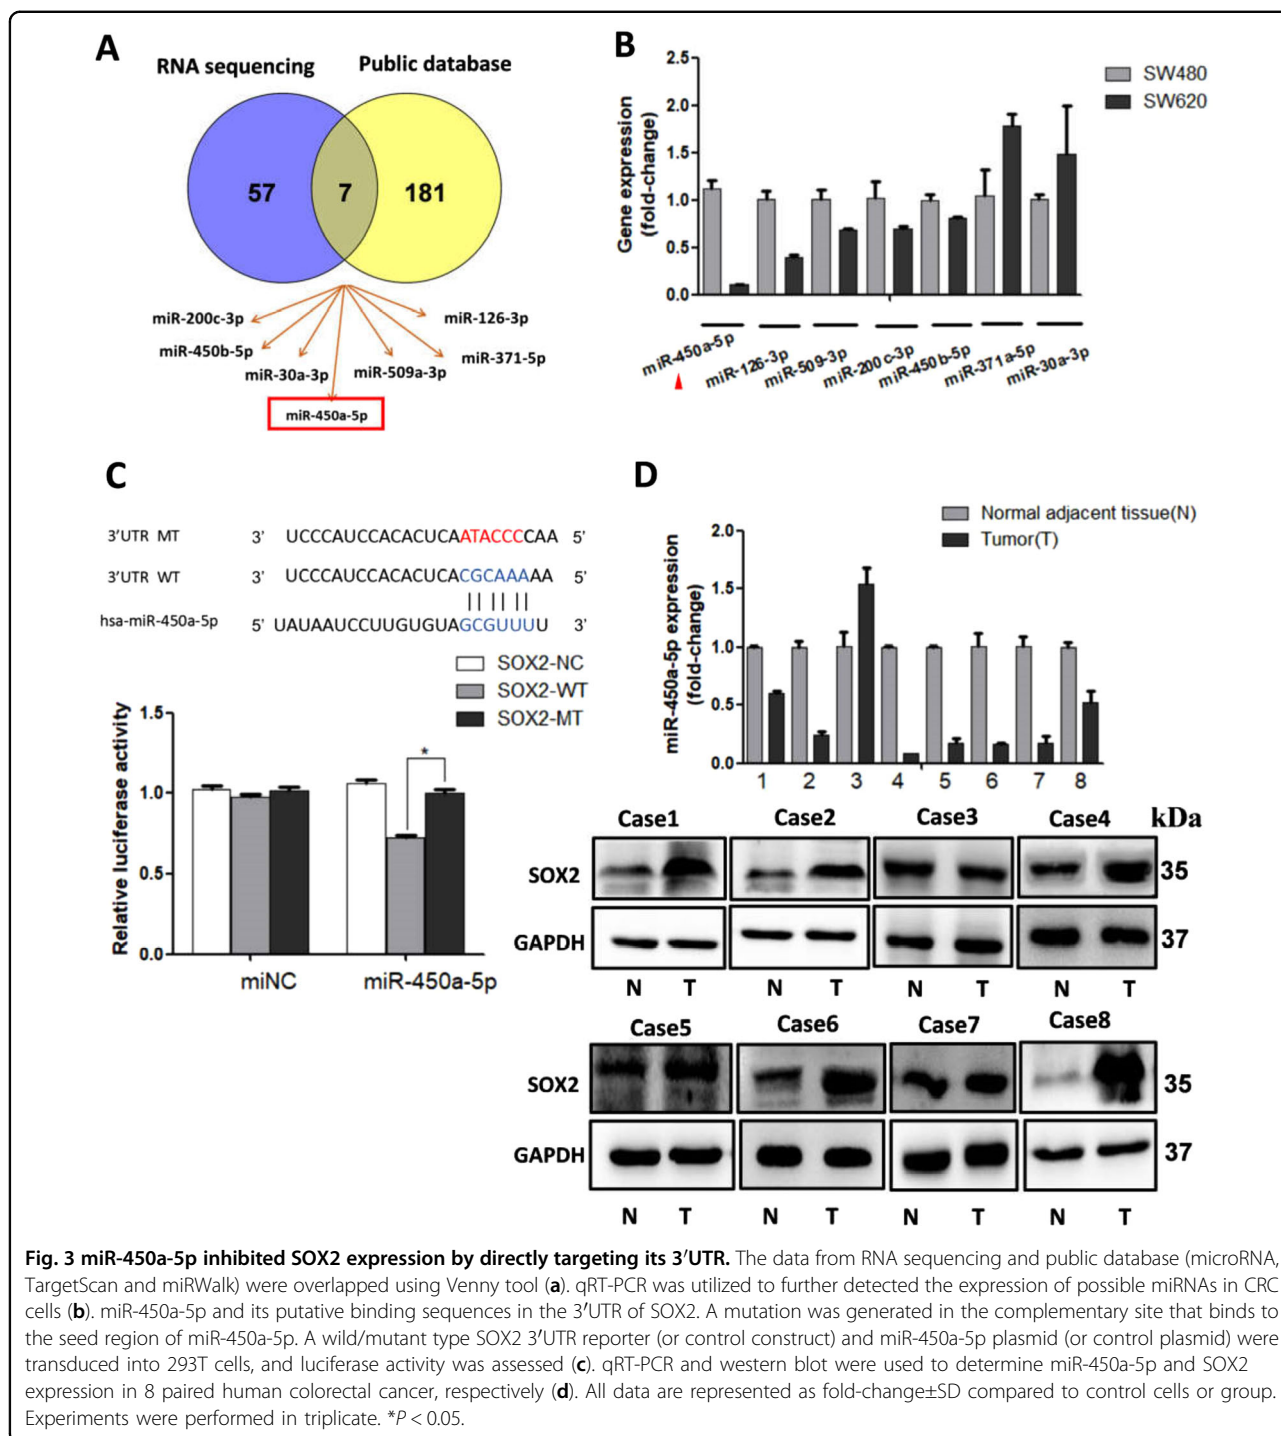 A
RNA sequencing
Public database
57
7
181
miR-200c-3p
miR-126-3p
miR-450b-5p
miR-371-5p
miR-30a-3p
miR-509a-3p
miR-450a-5p
B
SW480
SW620
Gene expression
(fold-change)
2.5
2.0
1.5
1.0
0.5
0.0
miR-450a-5p
miR-126-3p
miR-509-3p
miR-200c-3p
miR-450b-5p
miR-371a-5p
miR-30a-3p
C
3'UTR MT 3' UCCCAUCCACACUCAATACCCCAA 5'
3'UTR WT 3' UCCCAUCCACACUCACGCAAAAA 5'
hsa-miR-450a-5p 5' UAUAAUCCUUGUGUAGCGUUUU 3'
SOX2-NC
SOX2-WT
SOX2-MT
Relative luciferase activity
1.5
1.0
0.5
0.0
*
miNC miR-450a-5p
D
Normal adjacent tissue(N)
Tumor(T)
miR-450a-5p expression
(fold-change)
2.0
1.5
1.0
0.5
0.0
1 2 3 4 5 6 7 8
Case1 Case2 Case3 Case4 kDa
SOX2 35
GAPDH 37
N T N T N T N T
Case5 Case6 Case7 Case8
SOX2 35
GAPDH 37
N T N T N T N T
Fig. 3 miR-450a-5p inhibited SOX2 expression by directly targeting its 3′UTR. The data from RNA sequencing and public database (microRNA,
TargetScan and miRWalk) were overlapped using Venny tool (a). qRT-PCR was utilized to further detected the expression of possible miRNAs in CRC
cells (b). miR-450a-5p and its putative binding sequences in the 3′UTR of SOX2. A mutation was generated in the complementary site that binds to
the seed region of miR-450a-5p. A wild/mutant type SOX2 3′UTR reporter (or control construct) and miR-450a-5p plasmid (or control plasmid) were
transduced into 293T cells, and luciferase activity was assessed (c). qRT-PCR and western blot were used to determine miR-450a-5p and SOX2
expression in 8 paired human colorectal cancer, respectively (d). All data are represented as fold-change±SD compared to control cells or group.
Experiments were performed in triplicate. *P < 0.05.